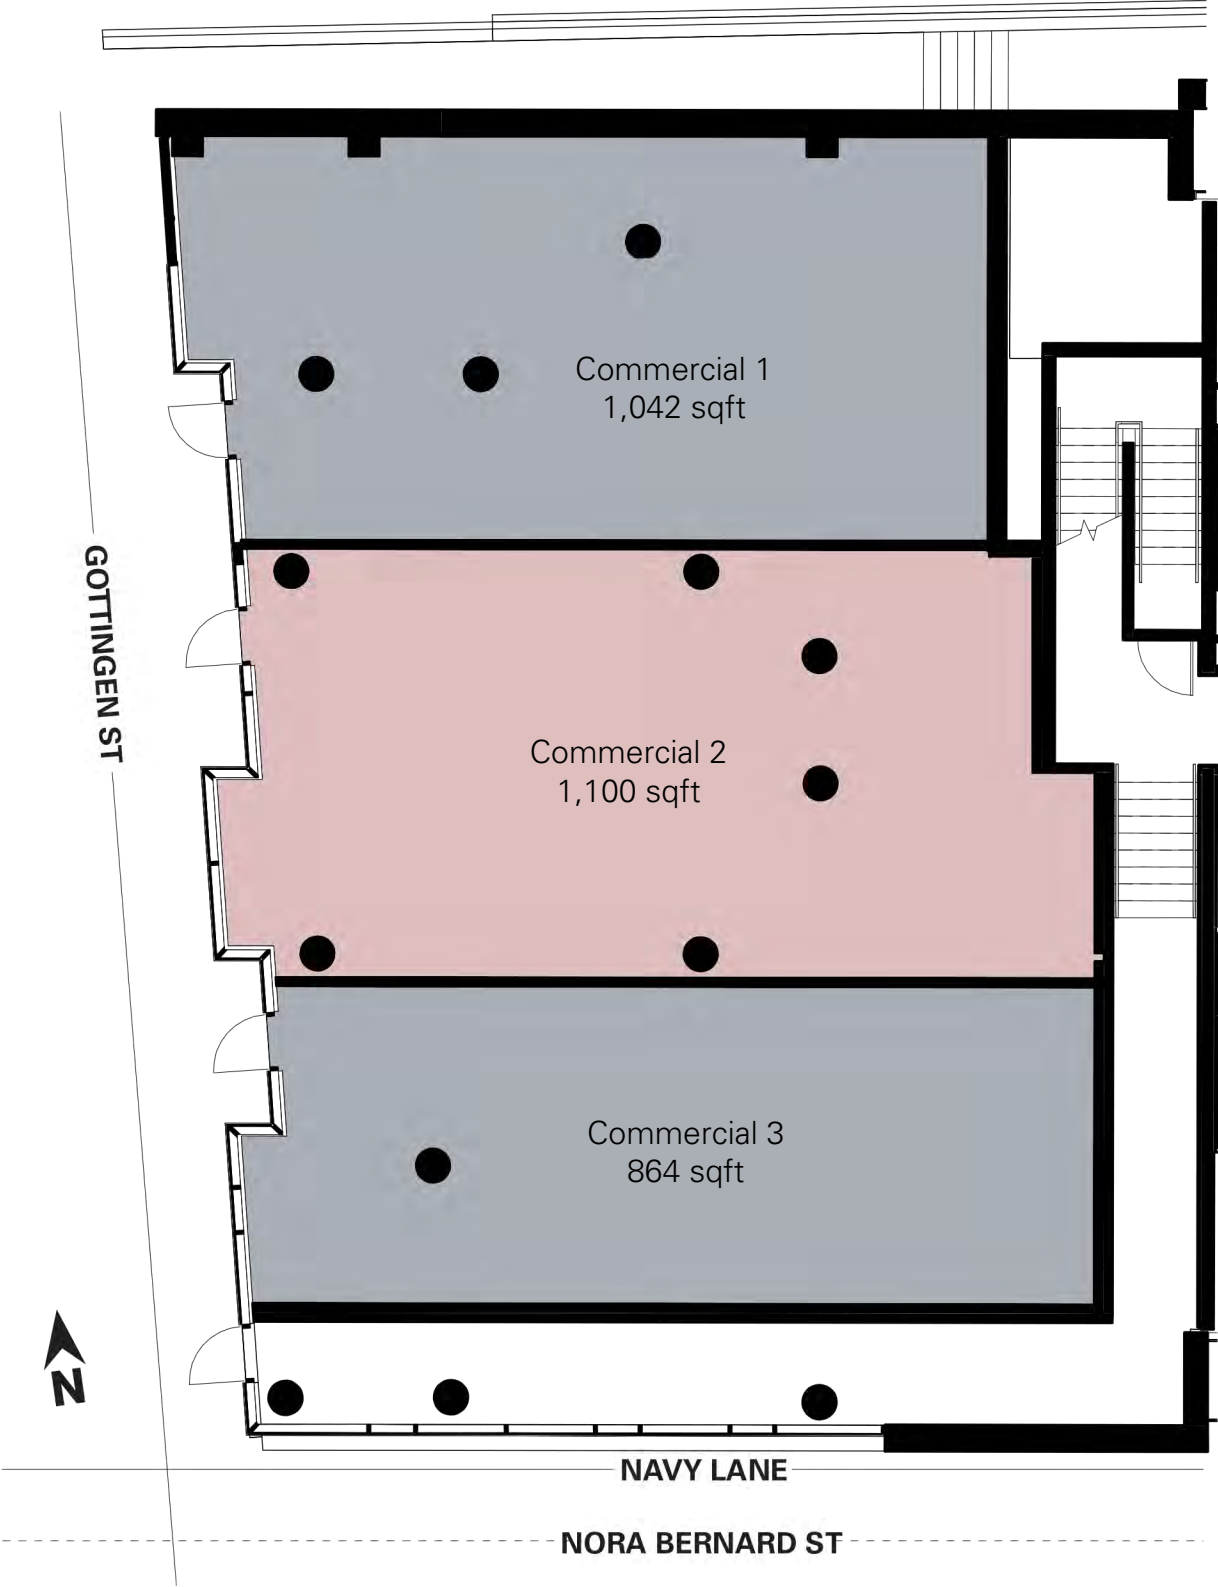 Commercial 1
1,042 sqft
GOTTINGEN ST
Commercial 2
1,100 sqft
Commercial 3
864 sqft
N
NAVY LANE
NORA BERNARD ST